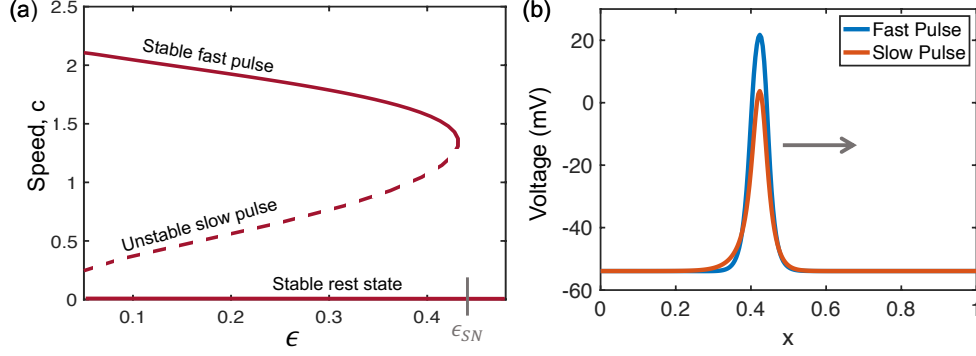 (a)
Speed, c
2.5
2
1.5
1
0.5
0
Stable fast pulse
Unstable slow pulse
Stable rest state
0.1
0.2
0.3
0.4
ϵ_SN
ϵ
(b)
Voltage (mV)
20
0
-20
-40
-60
Fast Pulse
Slow Pulse
0
0.2
0.4
0.6
0.8
1
x